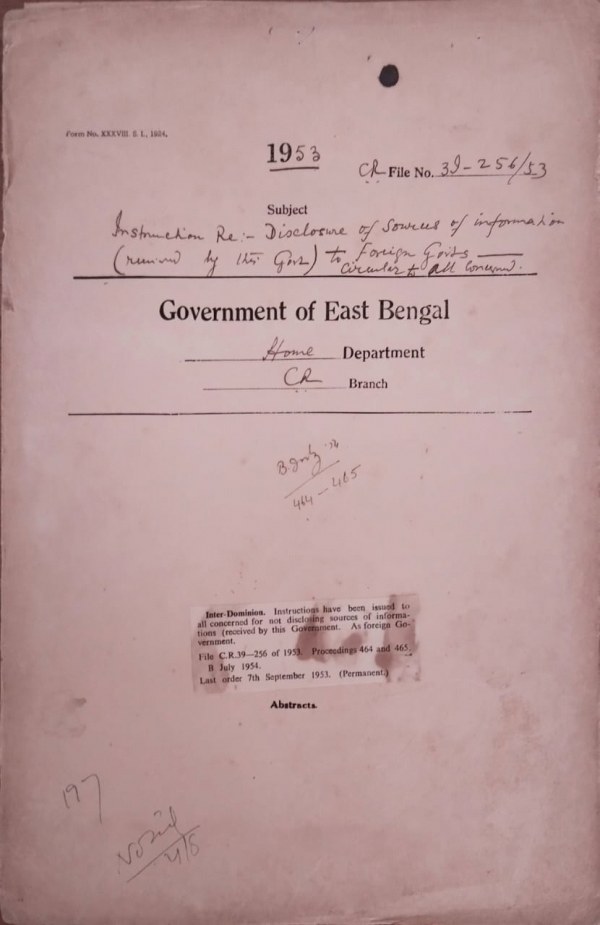 Form No. XXXVIII. S. I., 1924.
1953
CR File No. 39-256/53
Subject
Instruction Re:- Disclosure of sources of information
(received by this Govt) to Foreign Govts —
Circular to all concerned.
Government of East Bengal
Home Department
CR Branch
B July '54
464-465
Inter-Dominion. Instructions have been issued to
all concerned for not disclosing sources of informa-
tions (received by this Government. As foreign Go-
vernment.
File C.R.39—256 of 1953. Proceedings 464 and 465.
B July 1954.
Last order 7th September 1953. (Permanent.)
Abstracts.
197